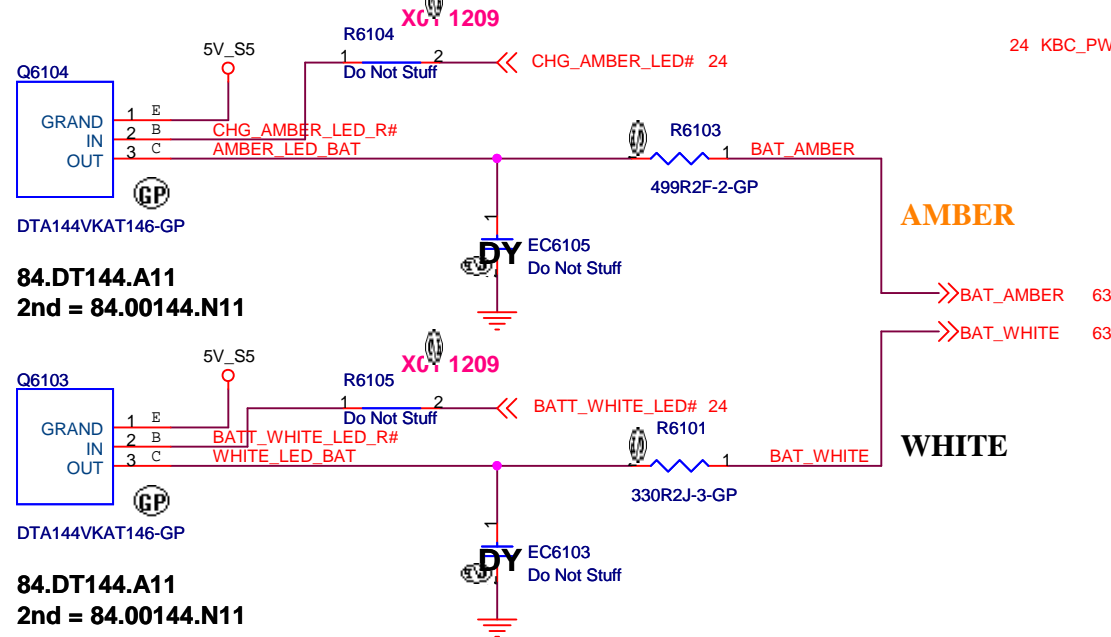 1209
24 KBC_PW
R6104
5V_S5
1 2
CHG_AMBER_LED# 24
Do Not Stuff
Q6104
GRAND 1 E
IN 2 B CHG_AMBER_LED_R#
OUT 3 C AMBER_LED_BAT
R6103
1 BAT_AMBER
499R2F-2-GP
GP
DTA144VKAT146-GP
AMBER
1
DY EC6105
Do Not Stuff
84.DT144.A11
2nd = 84.00144.N11
BAT_AMBER 63
BAT_WHITE 63
1209
5V_S5
R6105
Q6103
1 2
BATT_WHITE_LED# 24
Do Not Stuff
GRAND 1 E
IN 2 B BATT_WHITE_LED_R#
OUT 3 C WHITE_LED_BAT
R6101
1 BAT_WHITE
330R2J-3-GP
WHITE
GP
DTA144VKAT146-GP
1
DY EC6103
Do Not Stuff
84.DT144.A11
2nd = 84.00144.N11